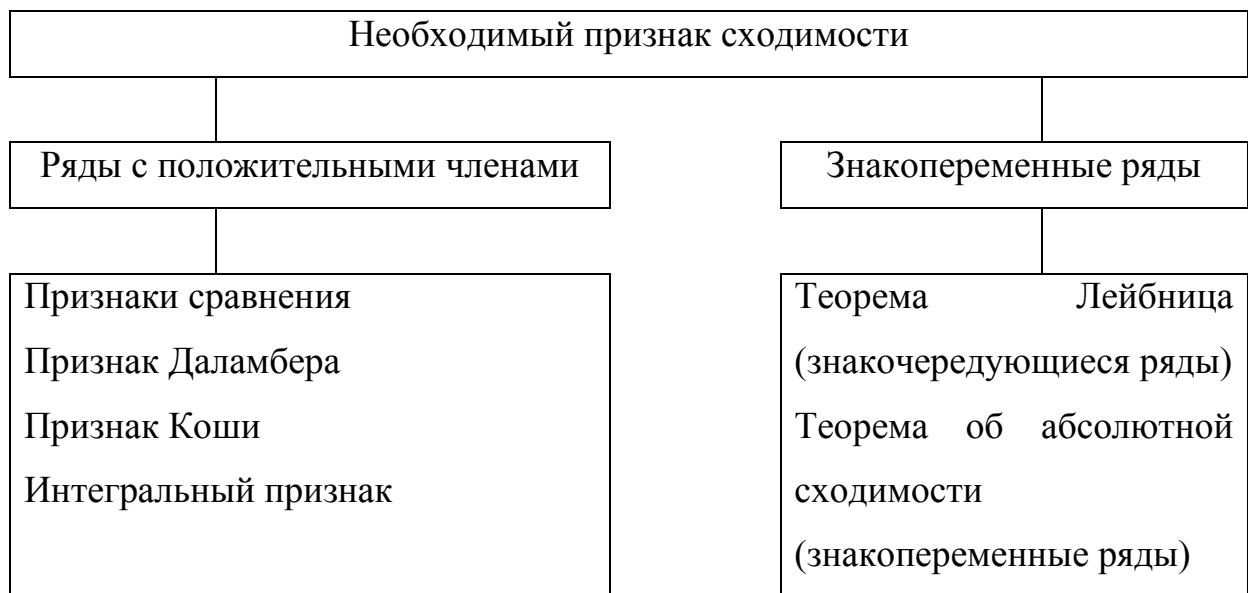 Необходимый признак сходимости
Ряды с положительными членами
Знакопеременные ряды
Признаки сравнения
Признак Даламбера
Признак Коши
Интегральный признак
Теорема Лейбница
(знакочередующиеся ряды)
Теорема об абсолютной
сходимости
(знакопеременные ряды)